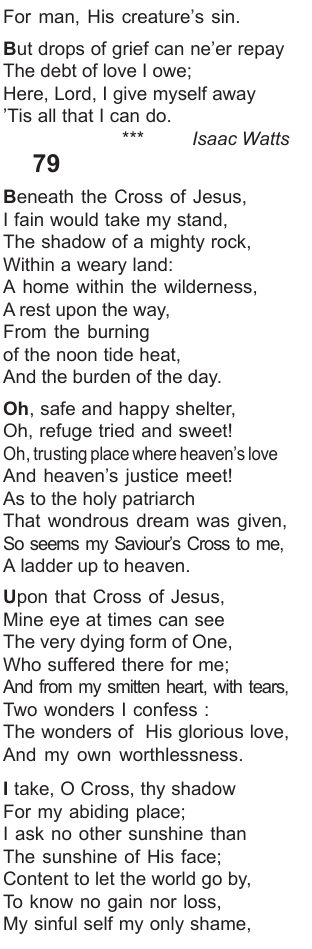 For man, His creature's sin.
But drops of grief can ne'er repay
The debt of love I owe;
Here, Lord, I give myself away
'Tis all that I can do.
*** Isaac Watts
79
Beneath the Cross of Jesus,
I fain would take my stand,
The shadow of a mighty rock,
Within a weary land:
A home within the wilderness,
A rest upon the way,
From the burning
of the noon tide heat,
And the burden of the day.
Oh, safe and happy shelter,
Oh, refuge tried and sweet!
Oh, trusting place where heaven's love
And heaven's justice meet!
As to the holy patriarch
That wondrous dream was given,
So seems my Saviour's Cross to me,
A ladder up to heaven.
Upon that Cross of Jesus,
Mine eye at times can see
The very dying form of One,
Who suffered there for me;
And from my smitten heart, with tears,
Two wonders I confess :
The wonders of His glorious love,
And my own worthlessness.
I take, O Cross, thy shadow
For my abiding place;
I ask no other sunshine than
The sunshine of His face;
Content to let the world go by,
To know no gain nor loss,
My sinful self my only shame,